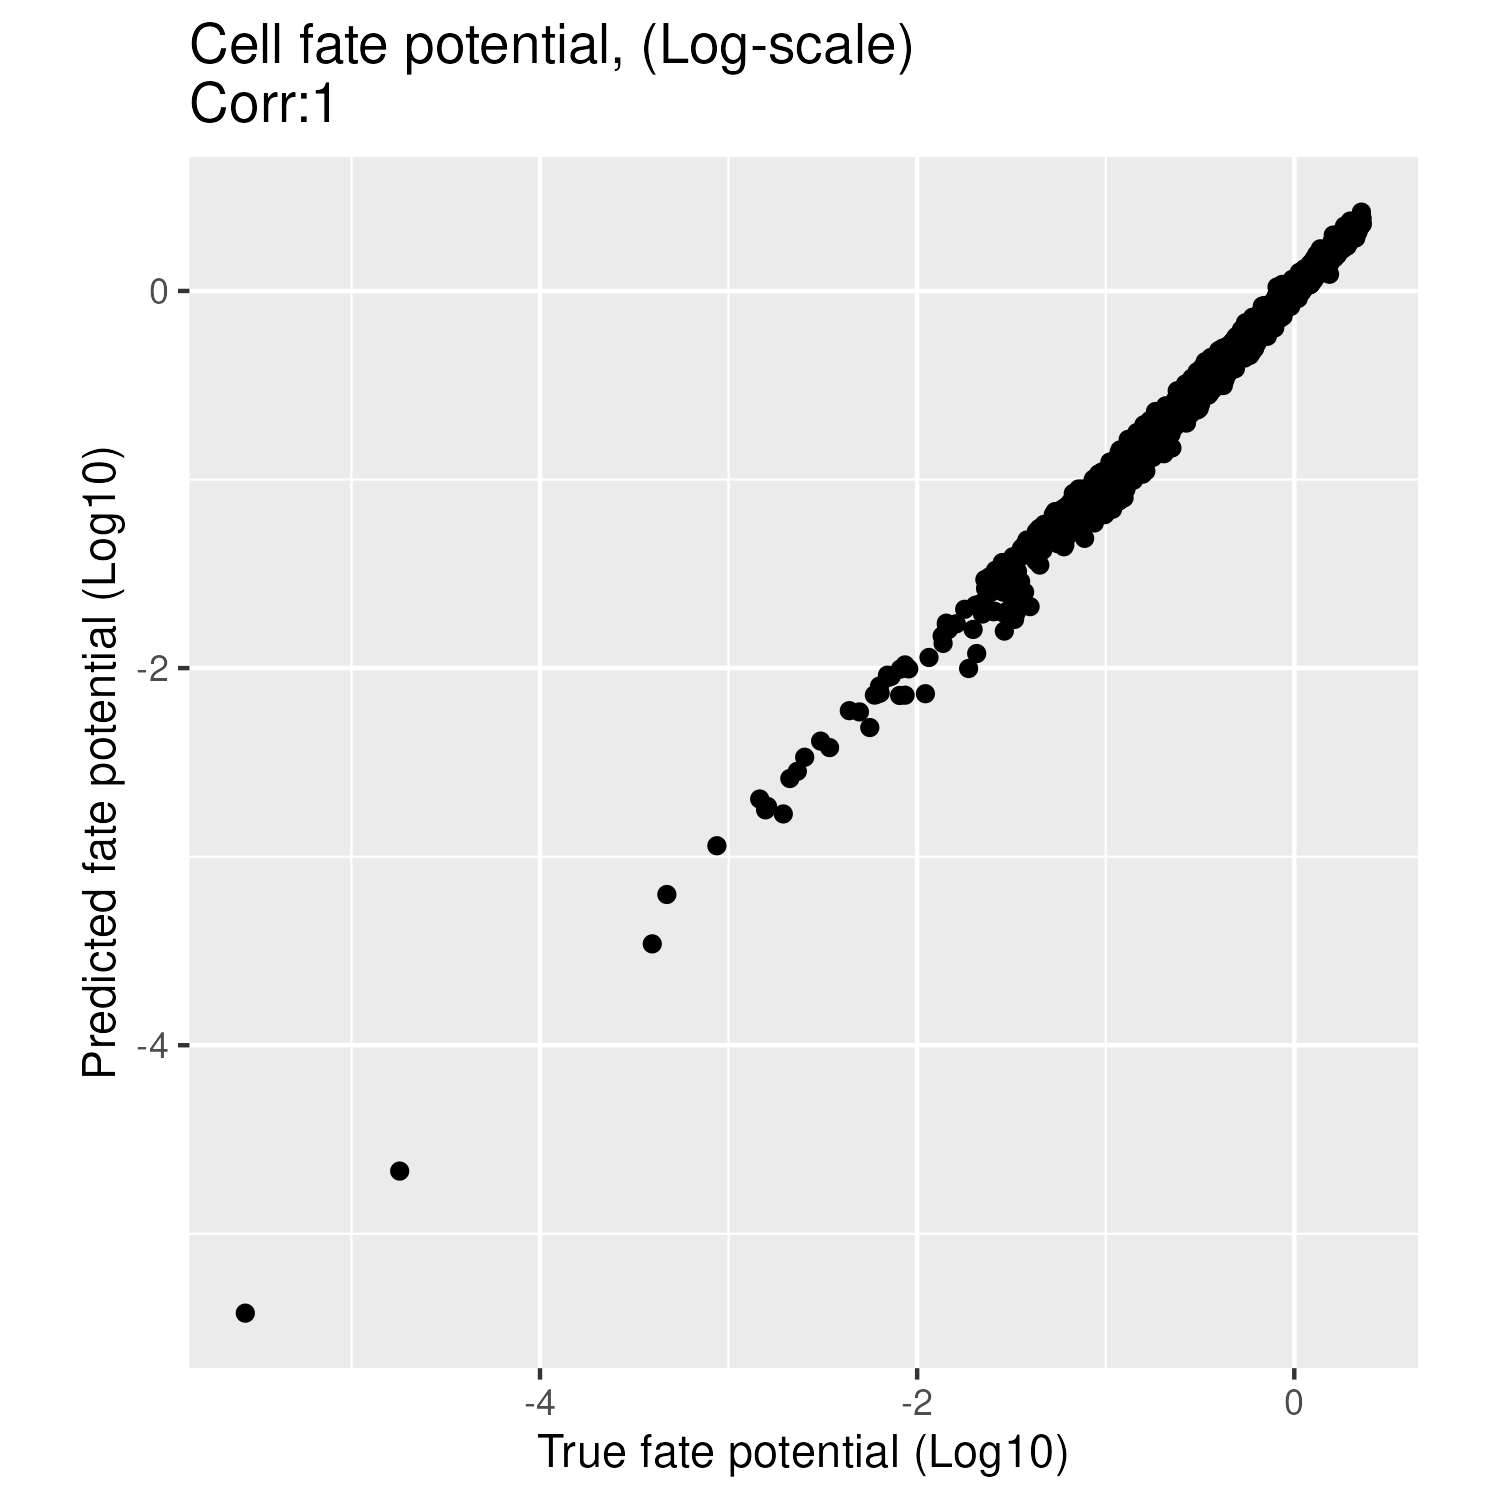 Cell fate potential, (Log-scale)
Corr:1
Predicted fate potential (Log10)
0
-2
-4
-4
-2
0
True fate potential (Log10)